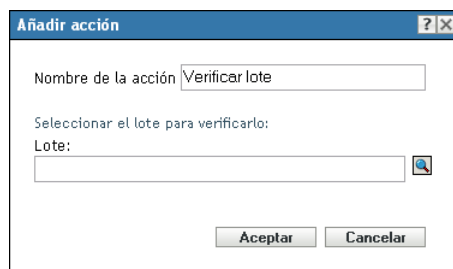 Añadir acción
Nombre de la acción Verificar lote
Seleccionar el lote para verificarlo:
Lote:
Aceptar Cancelar